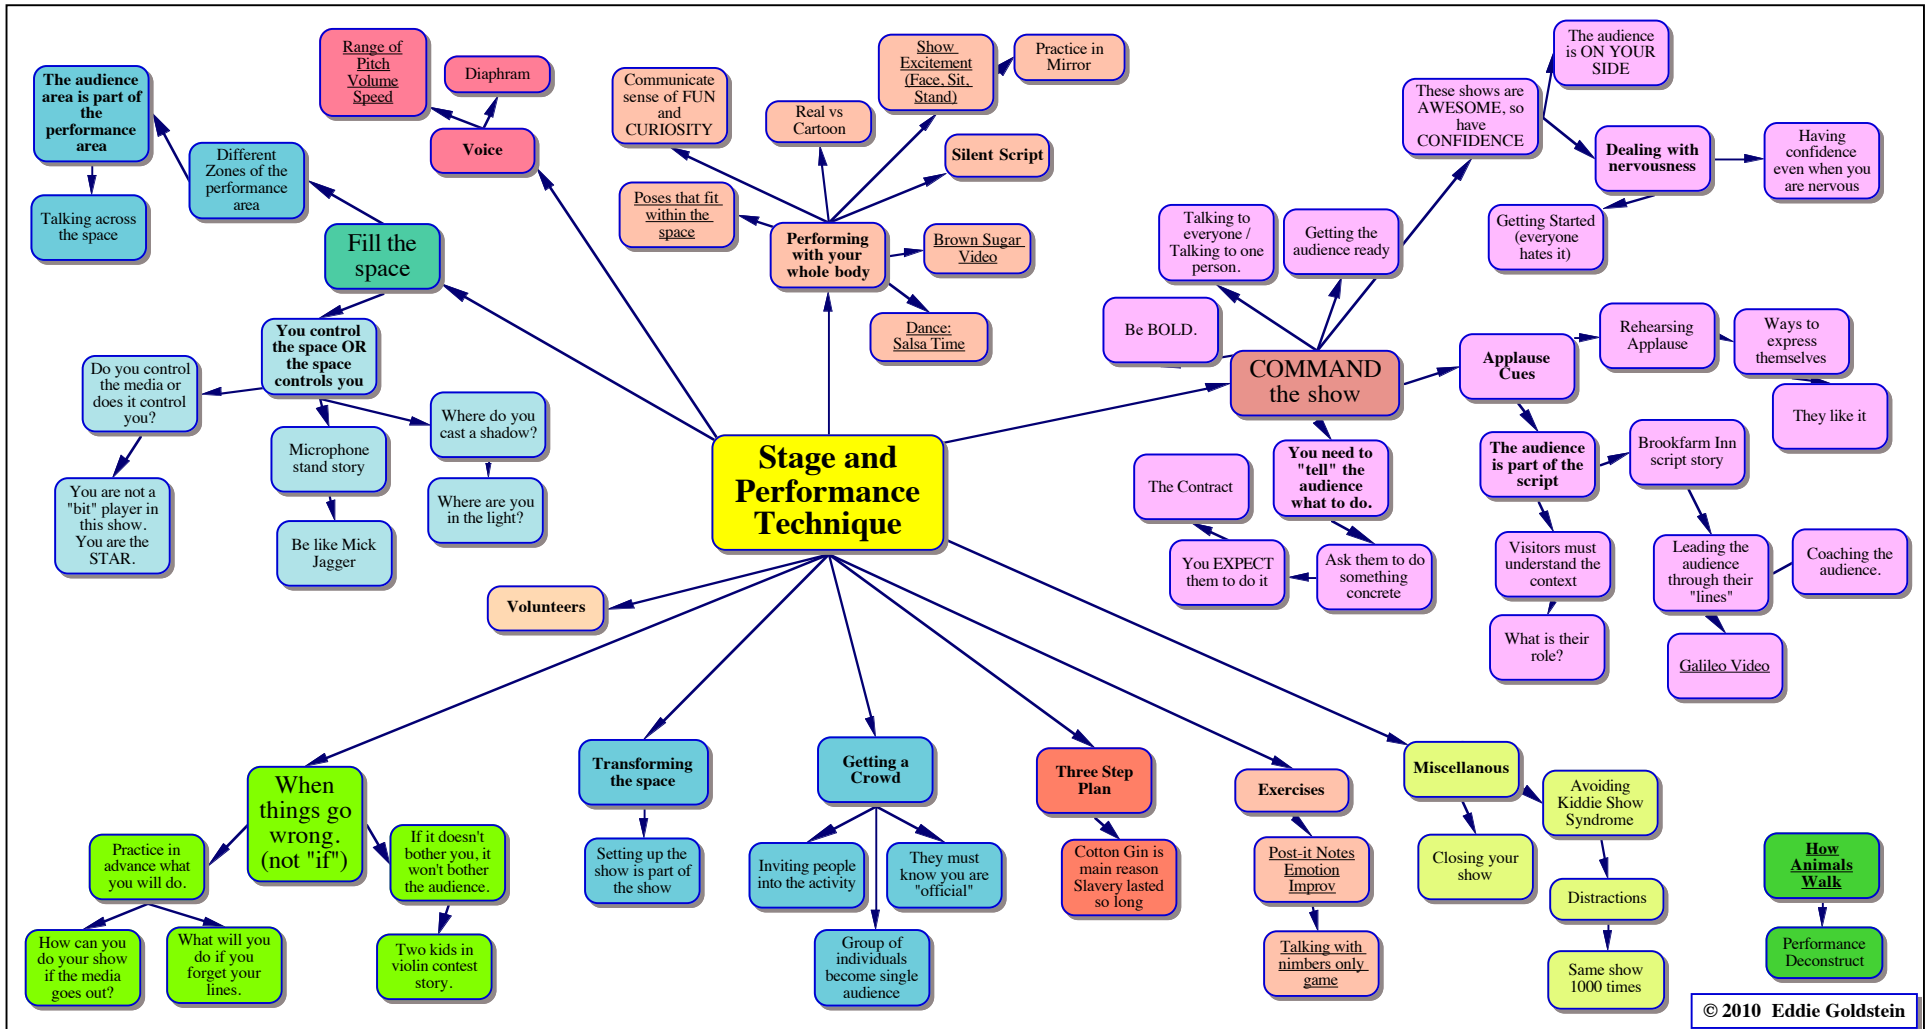 The audience
area is part of
the
performance
area
Talking across
the space
Different
Zones of the
performance
area
Range of
Pitch
Volume
Speed
Diaphram
Voice
Fill the
space
You control
the space OR
the space
controls you
Do you control
the media or
does it control
you?
You are not a
"bit" player in
this show.
You are the
STAR.
Microphone
stand story
Be like Mick
Jagger
Where do you
cast a shadow?
Where are you
in the light?
Communicate
sense of FUN
and
CURIOSITY
Real vs
Cartoon
Show
Excitement
(Face, Sit,
Stand)
Practice in
Mirror
Silent Script
Poses that fit
within the
space
Performing
with your
whole body
Brown Sugar
Video
Dance:
Salsa Time
The audience
is ON YOUR
SIDE
These shows are
AWESOME, so
have
CONFIDENCE
Dealing with
nervousness
Having
confidence
even when you
are nervous
Getting Started
(everyone
hates it)
Talking to
everyone /
Talking to one
person.
Getting the
audience ready
Be BOLD.
COMMAND
the show
Applause
Cues
Rehearsing
Applause
Ways to
express
themselves
They like it
The audience
is part of the
script
Brookfarm Inn
script story
You need to
"tell" the
audience
what to do.
The Contract
You EXPECT
them to do it
Ask them to do
something
concrete
Visitors must
understand the
context
What is their
role?
Leading the
audience
through their
"lines"
Coaching the
audience.
Galileo Video
Stage and
Performance
Technique
Volunteers
When
things go
wrong.
(not "if")
Practice in
advance what
you will do.
How can you
do your show
if the media
goes out?
What will you
do if you
forget your
lines.
If it doesn't
bother you, it
won't bother
the audience.
Two kids in
violin contest
story.
Transforming
the space
Setting up the
show is part of
the show
Getting a
Crowd
Inviting people
into the activity
They must
know you are
"official"
Group of
individuals
become single
audience
Three Step
Plan
Cotton Gin is
main reason
Slavery lasted
so long
Exercises
Post-it Notes
Emotion
Improv
Talking with
nimbers only
game
Miscellanous
Closing your
show
Avoiding
Kiddie Show
Syndrome
Distractions
Same show
1000 times
How
Animals
Walk
Performance
Deconstruct
© 2010 Eddie Goldstein